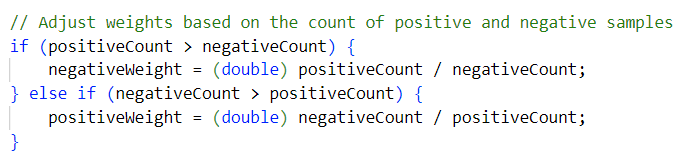 // Adjust weights based on the count of positive and negative samples
if (positiveCount > negativeCount) {
    negativeWeight = (double) positiveCount / negativeCount;
} else if (negativeCount > positiveCount) {
    positiveWeight = (double) negativeCount / positiveCount;
}